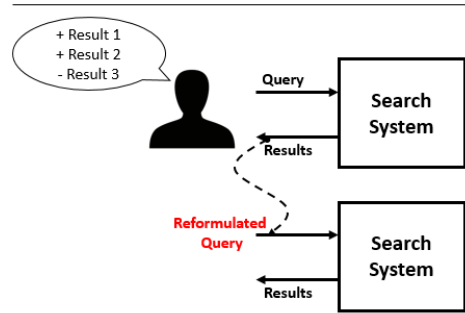 + Result 1
+ Result 2
- Result 3
Query
Search
System
Results
Reformulated
Query
Search
System
Results